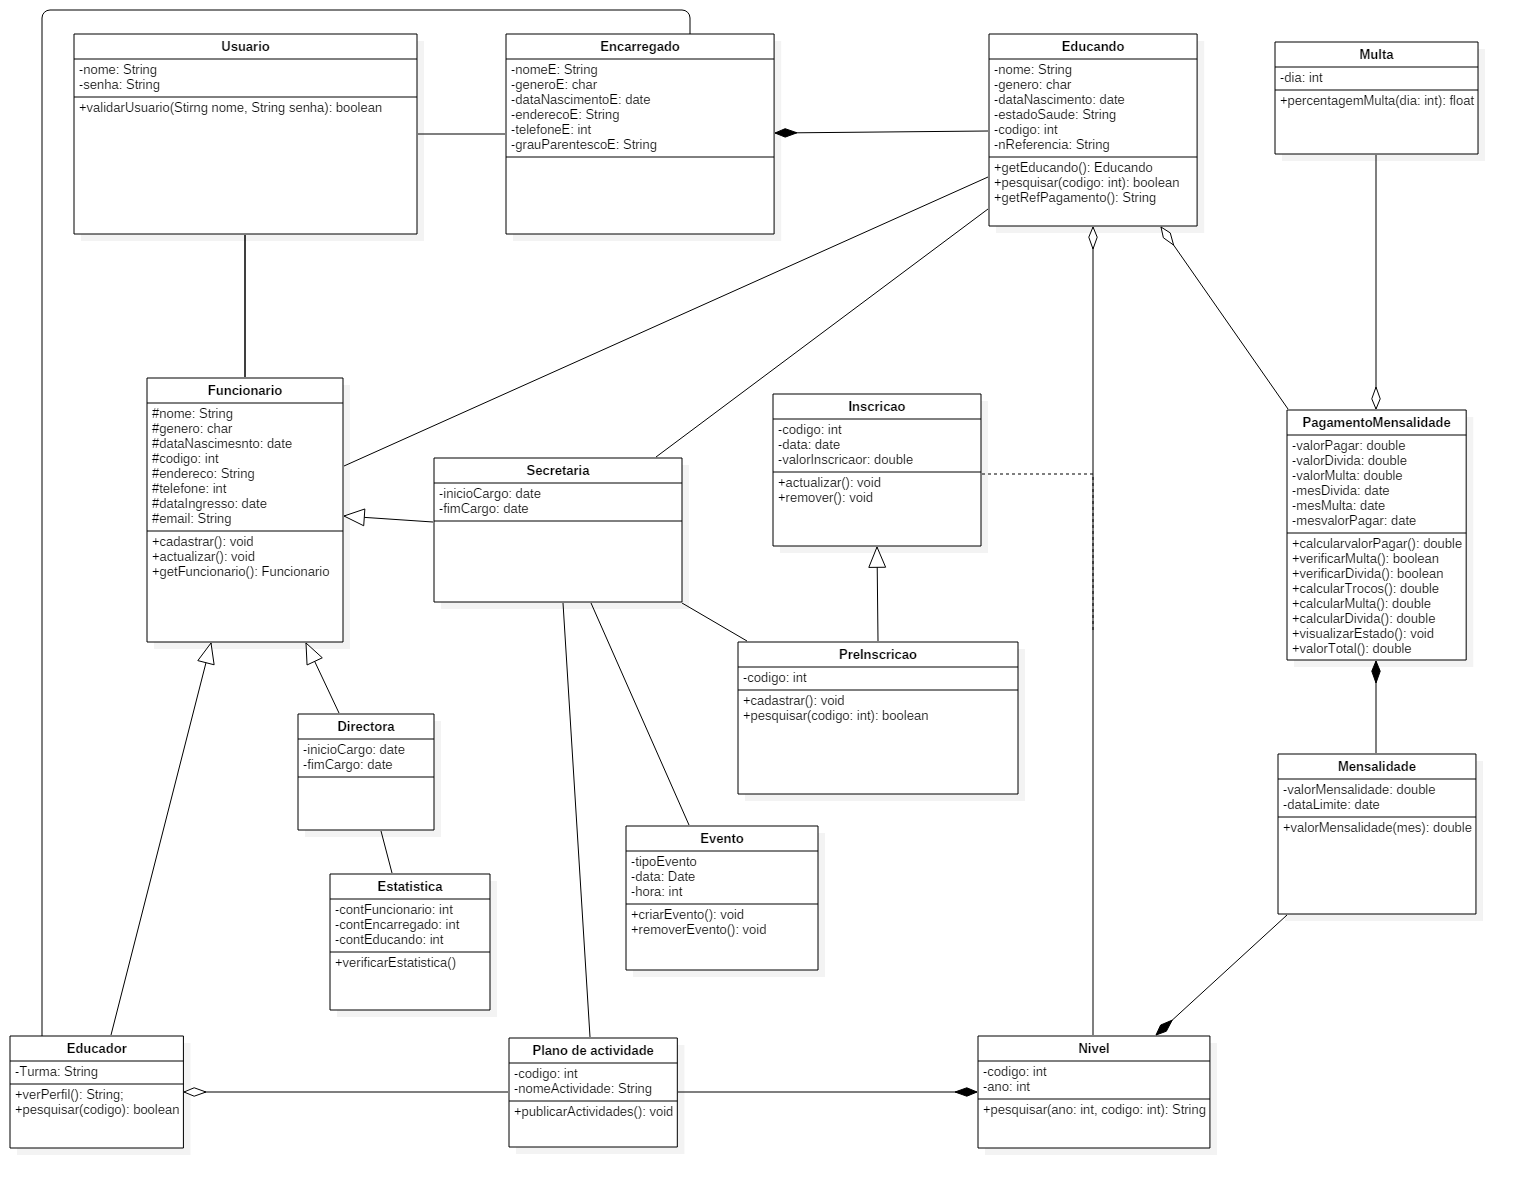 Usuario
-nome: String
-senha: String
+validarUsuario(Stirng nome, String senha): boolean
Encarregado
-nomeE: String
-generoE: char
-dataNascimentoE: date
-enderecoE: String
-telefoneE: int
-grauParentescoE: String
Educando
-nome: String
-genero: char
-dataNascimento: date
-estadoSaude: String
-codigo: int
-nReferencia: String
+getEducando(): Educando
+pesquisar(codigo: int): boolean
+getRefPagamento(): String
Multa
-dia: int
+percentagemMulta(dia: int): float
Funcionario
#nome: String
#genero: char
#dataNascimesnto: date
#codigo: int
#endereco: String
#telefone: int
#dataIngresso: date
#email: String
+cadastrar(): void
+actualizar(): void
+getFuncionario(): Funcionario
Secretaria
-inicioCargo: date
-fimCargo: date
Inscricao
-codigo: int
-data: date
-valorInscricaor: double
+actualizar(): void
+remover(): void
PagamentoMensalidade
-valorPagar: double
-valorDivida: double
-valorMulta: double
-mesDivida: date
-mesMulta: date
-mesvalorPagar: date
+calcularvalorPagar(): double
+verificarMulta(): boolean
+verificarDivida(): boolean
+calcularTrocos(): double
+calcularMulta(): double
+calcularDivida(): double
+visualizarEstado(): void
+valorTotal(): double
PreInscricao
-codigo: int
+cadastrar(): void
+pesquisar(codigo: int): boolean
Directora
-inicioCargo: date
-fimCargo: date
Mensalidade
-valorMensalidade: double
-dataLimite: date
+valorMensalidade(mes): double
Evento
-tipoEvento
-data: Date
-hora: int
+criarEvento(): void
+removerEvento(): void
Estatistica
-contFuncionario: int
-contEncarregado: int
-contEducando: int
+verificarEstatistica()
Educador
-Turma: String
+verPerfil(): String;
+pesquisar(codigo): boolean
Plano de actividade
-codigo: int
-nomeActividade: String
+publicarActividades(): void
Nivel
-codigo: int
-ano: int
+pesquisar(ano: int, codigo: int): String